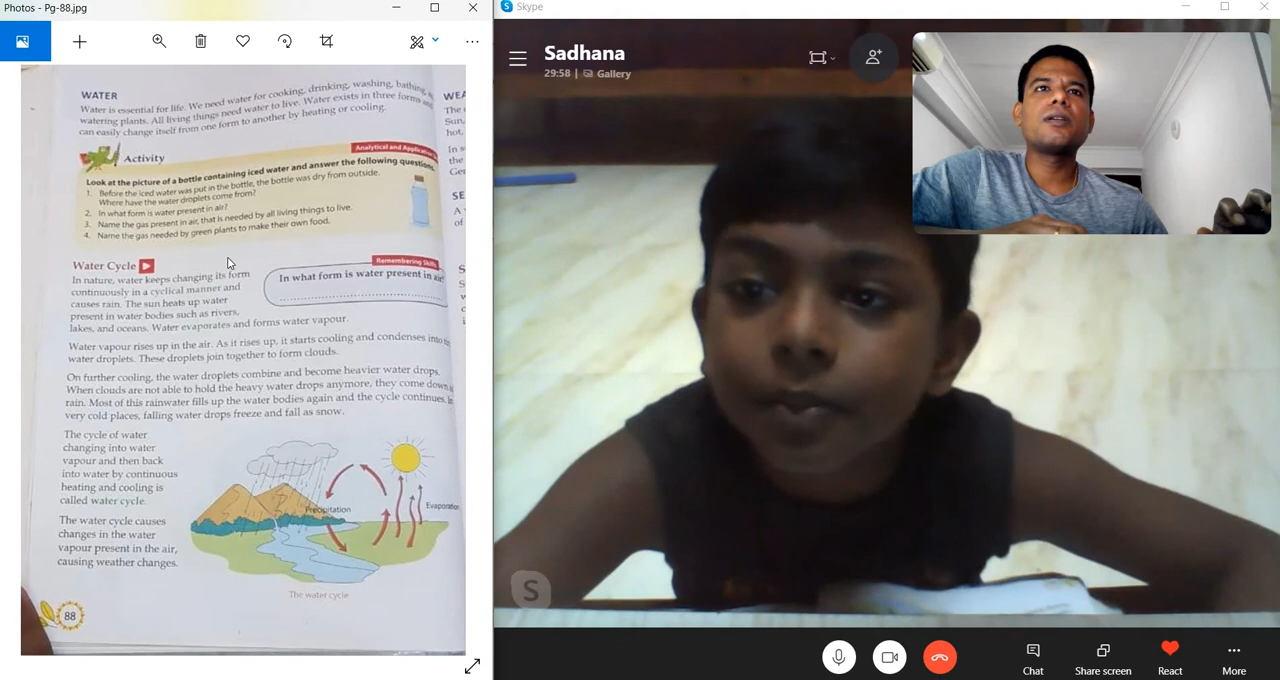 Photos - Pg-88.jpg
Skype
Sadhana
29:58 | Gallery
WATER
Water is essential for life. We need water for cooking, drinking, washing, bathing,
watering plants. All living things need water to live. Water exists in three forms
can easily change itself from one form to another by heating or cooling.
Analytical and
Activity
Look at the picture of a bottle containing iced water and answer the following questions.
1. Before the iced water was put in the bottle, the bottle was dry from outside.
Where have the water droplets come from?
2. In what form is water present in air?
3. Name the gas present in air, that is needed by all living things to live.
4. Name the gas needed by green plants to make their own food.
Water Cycle
In nature, water keeps changing its form
continuously in a cyclical manner and
causes rain. The sun heats up water
present in water bodies such as rivers,
lakes, and oceans. Water evaporates and forms water vapour.
Remembering Skills
In what form is water present in air?
Water vapour rises up in the air. As it rises up, it starts cooling and condenses into
water droplets. These droplets join together to form clouds.
On further cooling, the water droplets combine and become heavier water drops.
When clouds are not able to hold the heavy water drops anymore, they come down
rain. Most of this rainwater fills up the water bodies again and the cycle continues. In
very cold places, falling water drops freeze and fall as snow.
The cycle of water
changing into water
vapour and then back
into water by continuous
heating and cooling is
called water cycle.
The water cycle causes
changes in the water
vapour present in the air,
causing weather changes.
Precipitation
Evaporation
The water cycle
88
WEA
The
Sun,
hot,
In
the
Ger
SE
A
of
S
Chat
Share screen
React
More